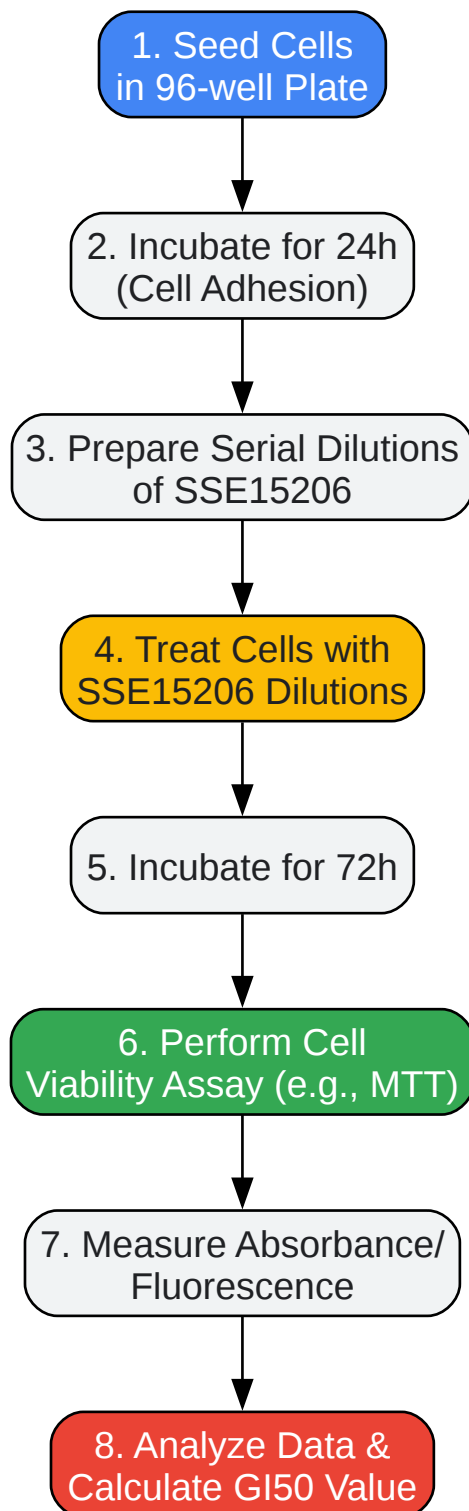 1. Seed Cells
in 96-well Plate
2. Incubate for 24h
(Cell Adhesion)
3. Prepare Serial Dilutions
of SSE15206
4. Treat Cells with
SSE15206 Dilutions
5. Incubate for 72h
6. Perform Cell
Viability Assay (e.g., MTT)
7. Measure Absorbance/
Fluorescence
8. Analyze Data &
Calculate GI50 Value